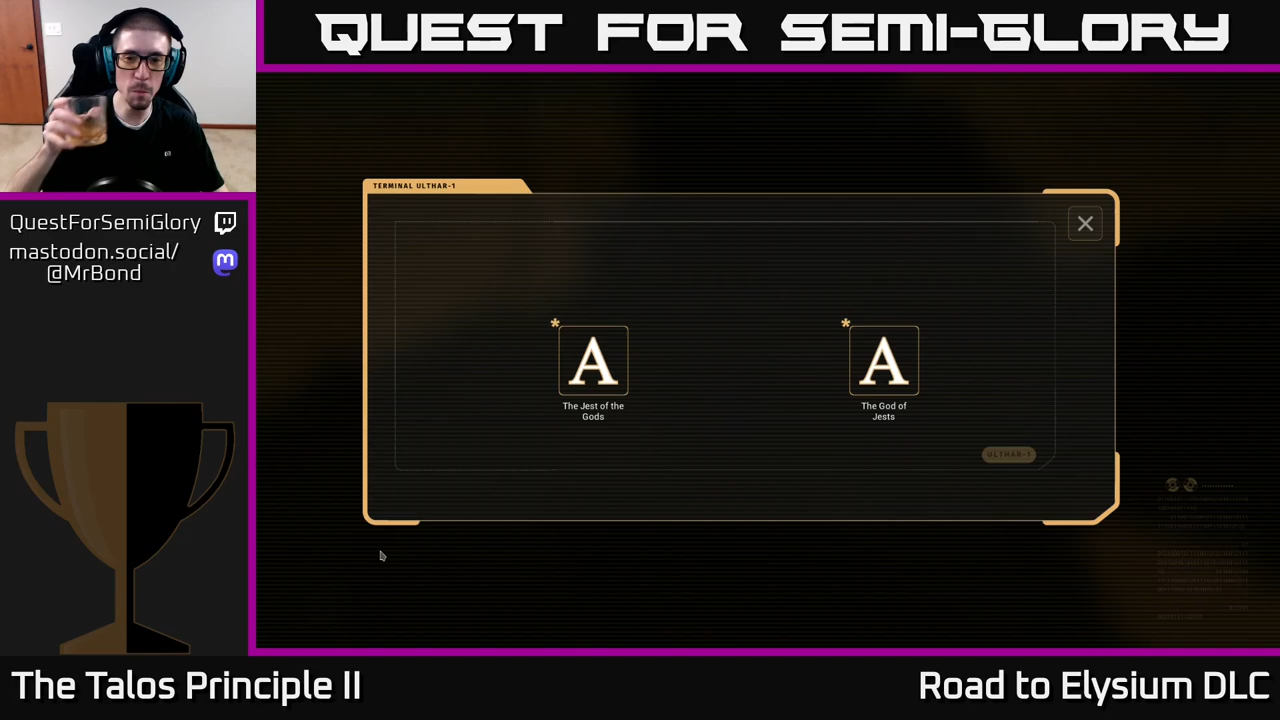 QUEST FOR SEMI-GLORY
QuestForSemiGlory
mastodon.social/
@MrBond
TERMINAL ULTHAR-1
*
A
The Jest of the
Gods
*
A
The God of
Jests
ULTHAR-1
The Talos Principle II
Road to Elysium DLC